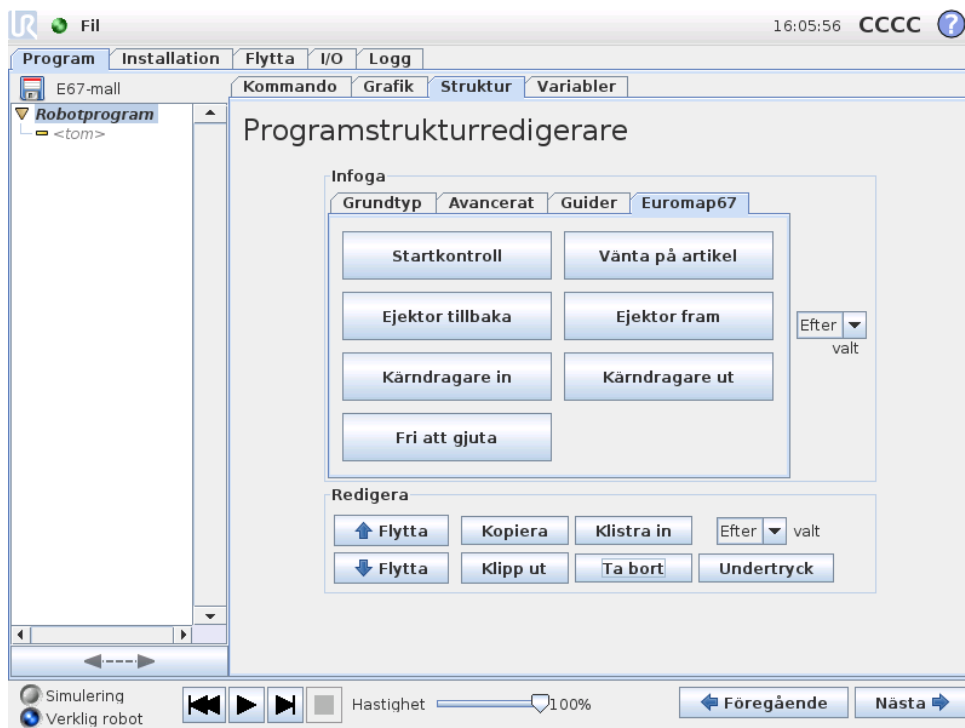 UR Fil 16:05:56 CCCC ?
Program Installation Flytta I/O Logg
E67-mall
Kommando Grafik Struktur Variabler
Robotprogram
<tom>
Programstrukturredigerare
Infoga
Grundtyp Avancerat Guider Euromap67
Startkontroll Vänta på artikel
Ejektor tillbaka Ejektor fram
Efter
valt
Kärndragare in Kärndragare ut
Fri att gjuta
Redigera
Flytta Kopiera Klistra in Efter valt
Flytta Klipp ut Ta bort Undertryck
Simulering
Verklig robot
Hastighet 100%
Föregående Nästa